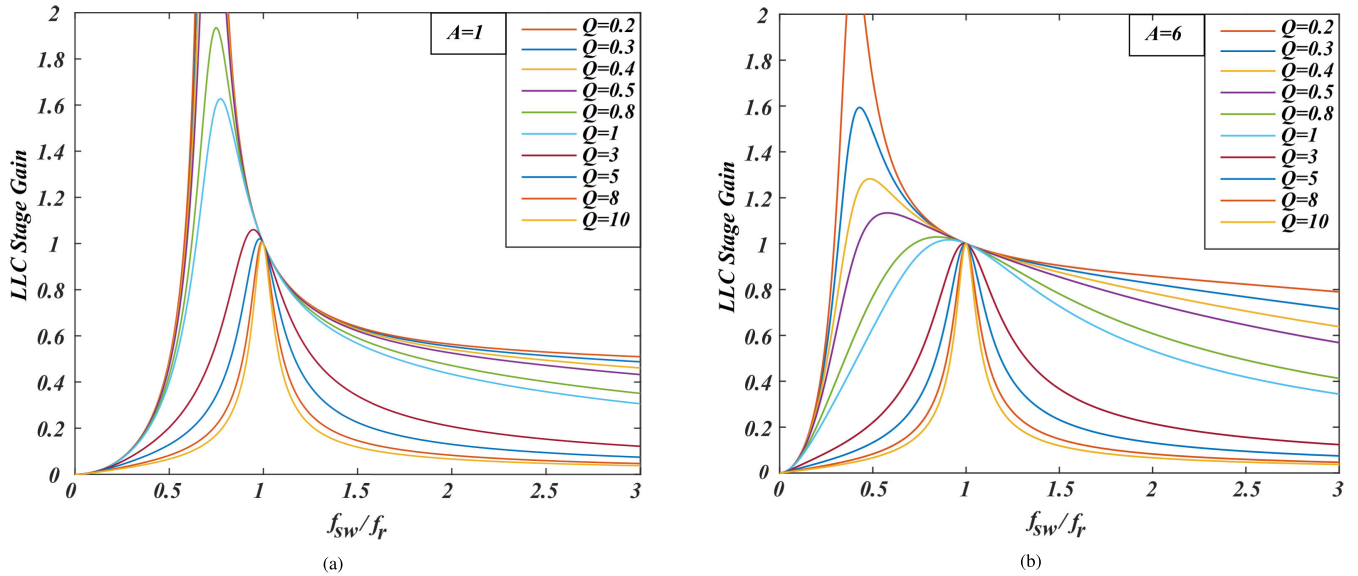 2
1.8
1.6
1.4
1.2
1
0.8
0.6
0.4
0.2
0
LLC Stage Gain
0 0.5 1 1.5 2 2.5 3
f_sw / f_r
A=1
Q=0.2
Q=0.3
Q=0.4
Q=0.5
Q=0.8
Q=1
Q=3
Q=5
Q=8
Q=10
(a)
2
1.8
1.6
1.4
1.2
1
0.8
0.6
0.4
0.2
0
LLC Stage Gain
0 0.5 1 1.5 2 2.5 3
f_sw / f_r
A=6
Q=0.2
Q=0.3
Q=0.4
Q=0.5
Q=0.8
Q=1
Q=3
Q=5
Q=8
Q=10
(b)